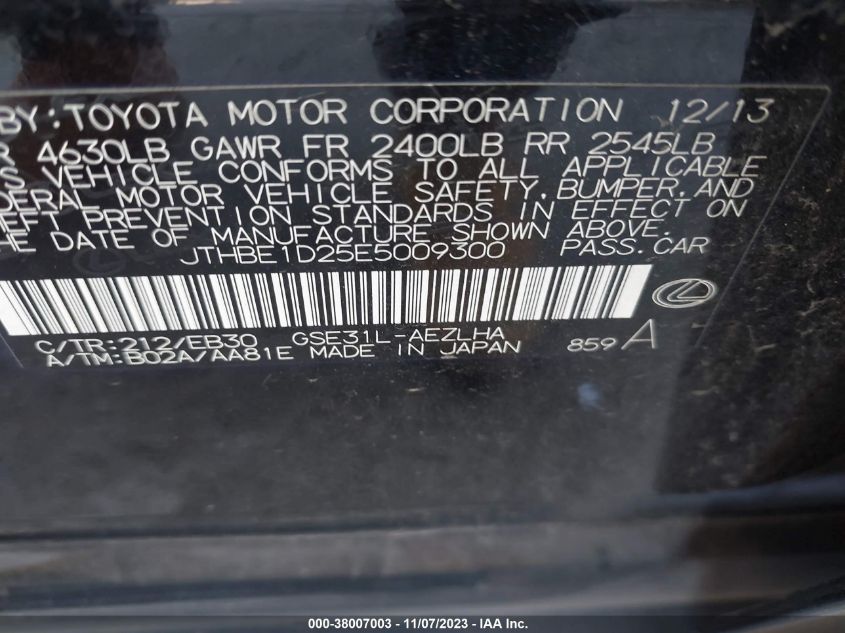 BY:TOYOTA MOTOR CORPORATION 12/13
R 4630LB GAWR FR 2400LB RR 2545LB
S VEHICLE CONFORMS TO ALL APPLICABLE
DERAL MOTOR VEHICLE SAFETY, BUMPER, AND
EFT PREVENTION STANDARDS IN EFFECT ON
HE DATE OF MANUFACTURE SHOWN ABOVE.
JTHBE1D25E5009300 PASS.CAR
C/TR:212/EB30 GSE31L-AEZLHA
A/TM:B02A/AA81E MADE IN JAPAN 859A
000-38007003 - 11/07/2023 - IAA Inc.